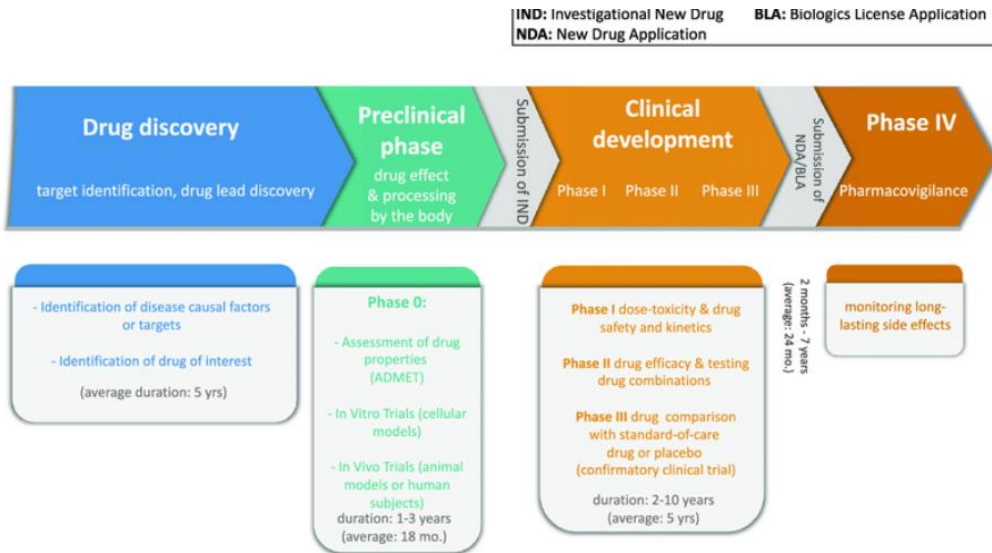 IND: Investigational New Drug BLA: Biologics License Application
NDA: New Drug Application
Drug discovery
target identification, drug lead discovery
Preclinical
phase
drug effect
& processing
by the body
Submission of IND
Clinical
development
Phase I Phase II Phase III
Submission of
NDA/BLA
Phase IV
Pharmacovigilance
- Identification of disease causal factors
or targets
- Identification of drug of interest
(average duration: 5 yrs)
Phase 0:
- Assessment of drug
properties
(ADMET)
- In Vitro Trials (cellular
models)
- In Vivo Trials (animal
models or human
subjects)
duration: 1-3 years
(average: 18 mo.)
Phase I dose-toxicity & drug
safety and kinetics
Phase II drug efficacy & testing
drug combinations
Phase III drug comparison
with standard-of-care
drug or placebo
(confirmatory clinical trial)
duration: 2-10 years
(average: 5 yrs)
2 months - 7 years
(average: 24 mo.)
monitoring long-
lasting side effects